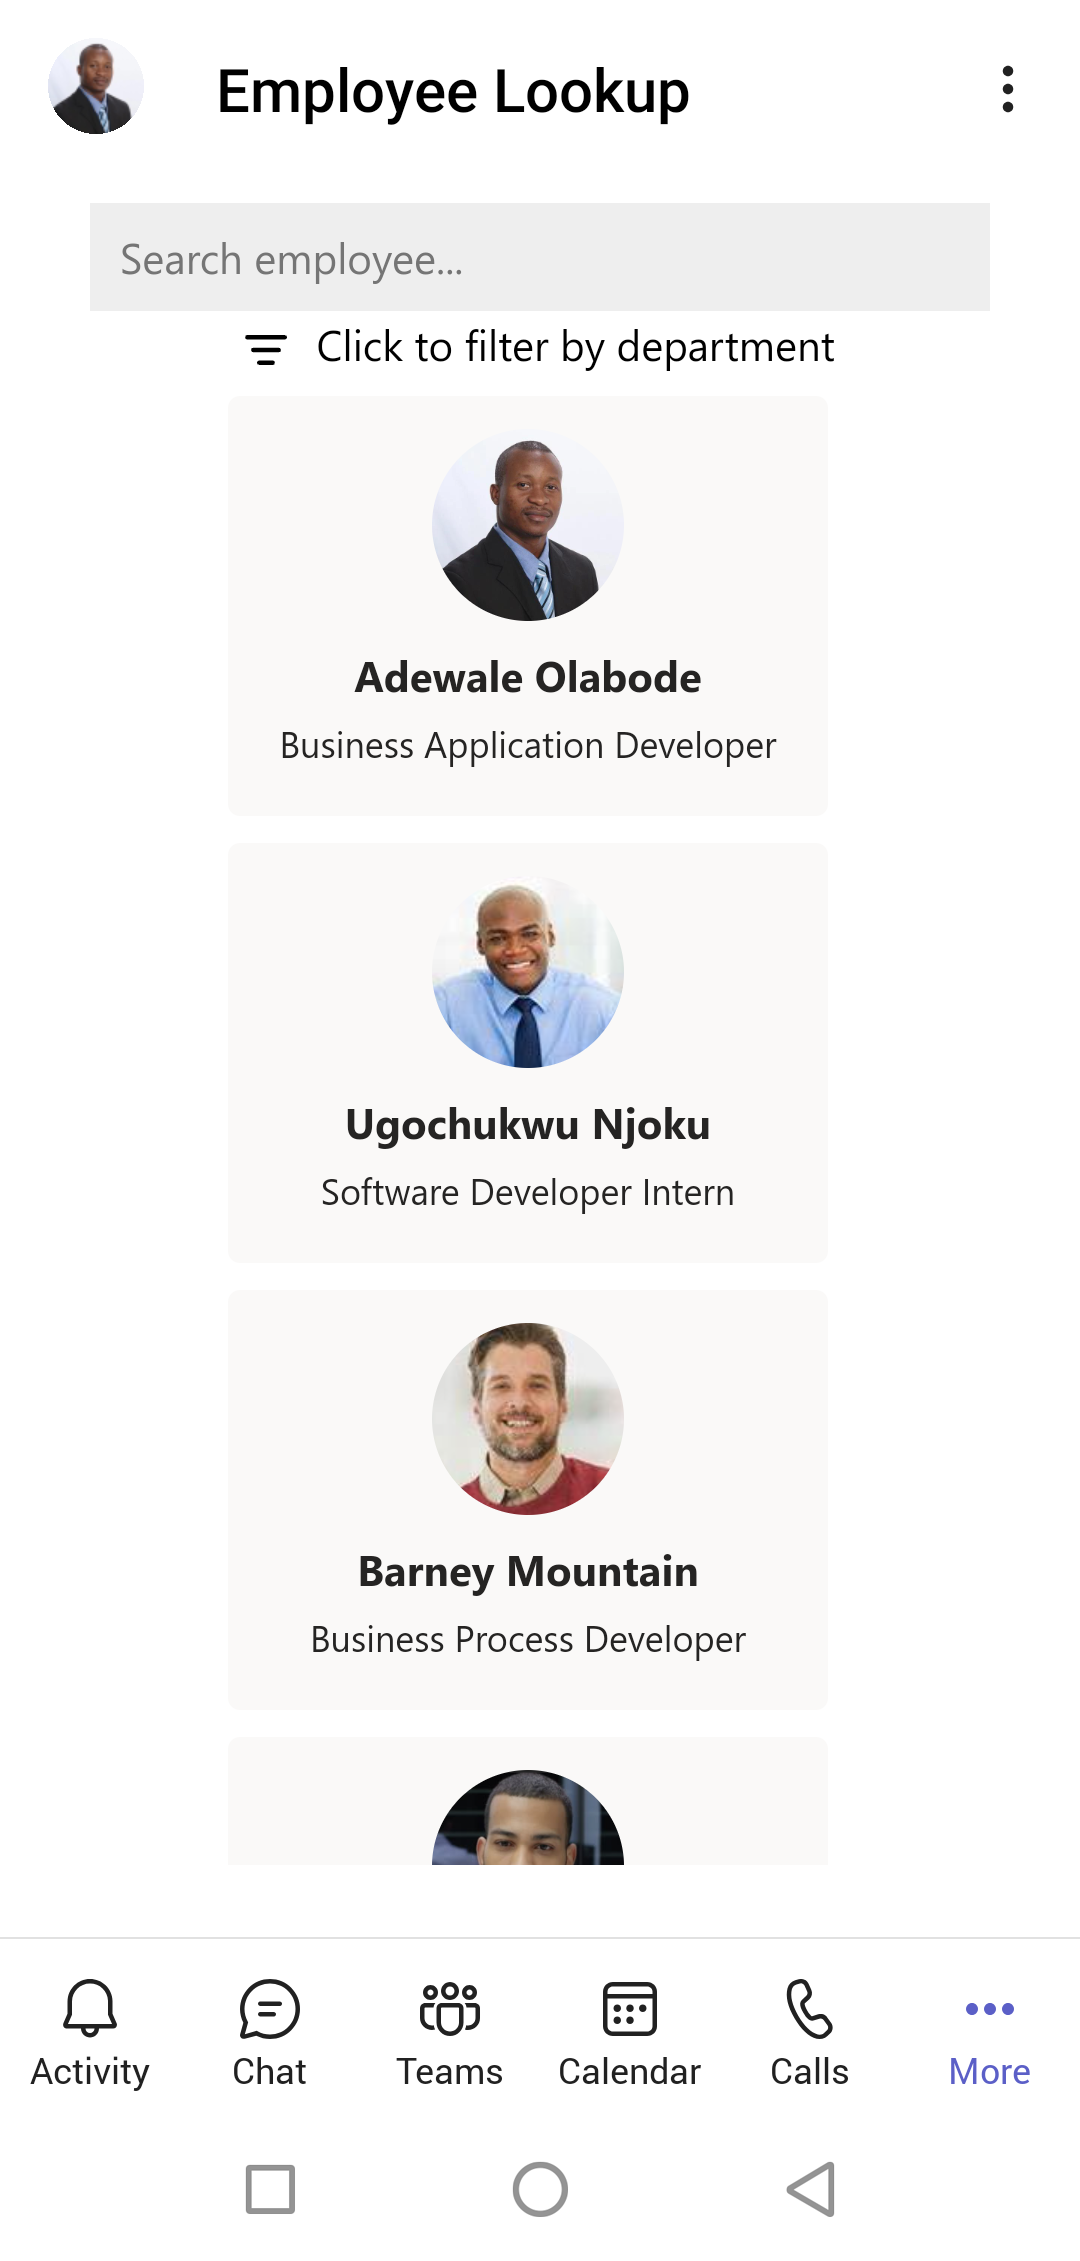 Employee Lookup
Search employee...
Click to filter by department
Adewale Olabode
Business Application Developer
Ugochukwu Njoku
Software Developer Intern
Barney Mountain
Business Process Developer
Activity
Chat
Teams
Calendar
Calls
More